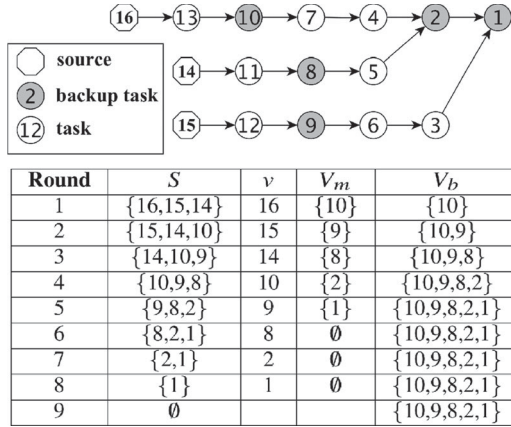 16 13 10 7 4 2 1
source
14 11 8 5
2 backup task
12 task
15 12 9 6 3
Round S v V_m V_b
1 {16,15,14} 16 {10} {10}
2 {15,14,10} 15 {9} {10,9}
3 {14,10,9} 14 {8} {10,9,8}
4 {10,9,8} 10 {2} {10,9,8,2}
5 {9,8,2} 9 {1} {10,9,8,2,1}
6 {8,2,1} 8 ∅ {10,9,8,2,1}
7 {2,1} 2 ∅ {10,9,8,2,1}
8 {1} 1 ∅ {10,9,8,2,1}
9 ∅ {10,9,8,2,1}